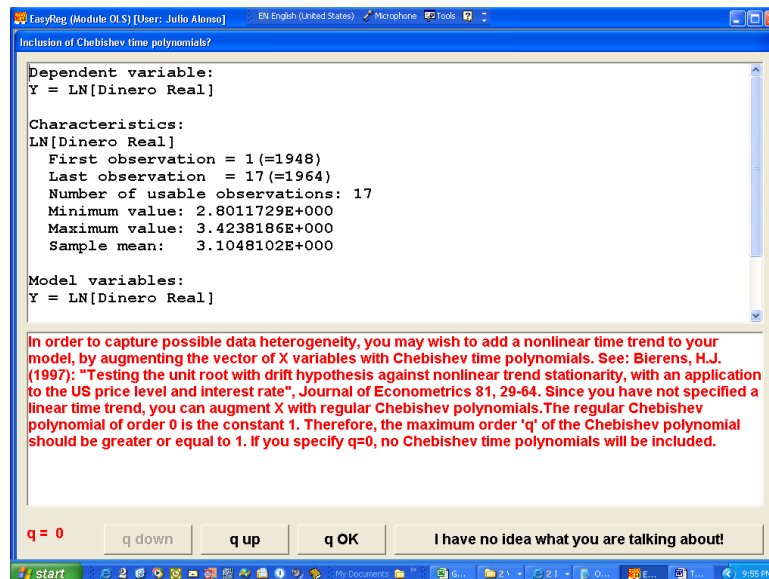 EasyReg (Module OLS) [User: Julio Alonso]
EN English (United States) Microphone Tools
Inclusion of Chebishev time polynomials?
Dependent variable:
Y = LN[Dinero Real]
Characteristics:
LN[Dinero Real]
First observation = 1(=1948)
Last observation = 17(=1964)
Number of usable observations: 17
Minimum value: 2.8011729E+000
Maximum value: 3.4238186E+000
Sample mean: 3.1048102E+000
Model variables:
Y = LN[Dinero Real]
In order to capture possible data heterogeneity, you may wish to add a nonlinear time trend to your
model, by augmenting the vector of X variables with Chebishev time polynomials. See: Bierens, H.J.
(1997): "Testing the unit root with drift hypothesis against nonlinear trend stationarity, with an application
to the US price level and interest rate", Journal of Econometrics 81, 29-64. Since you have not specified a
linear time trend, you can augment X with regular Chebishev polynomials.The regular Chebishev
polynomial of order 0 is the constant 1. Therefore, the maximum order 'q' of the Chebishev polynomial
should be greater or equal to 1. If you specify q=0, no Chebishev time polynomials will be included.
q = 0
q down
q up
q OK
I have no idea what you are talking about!
start
My Documents
9:55 PM